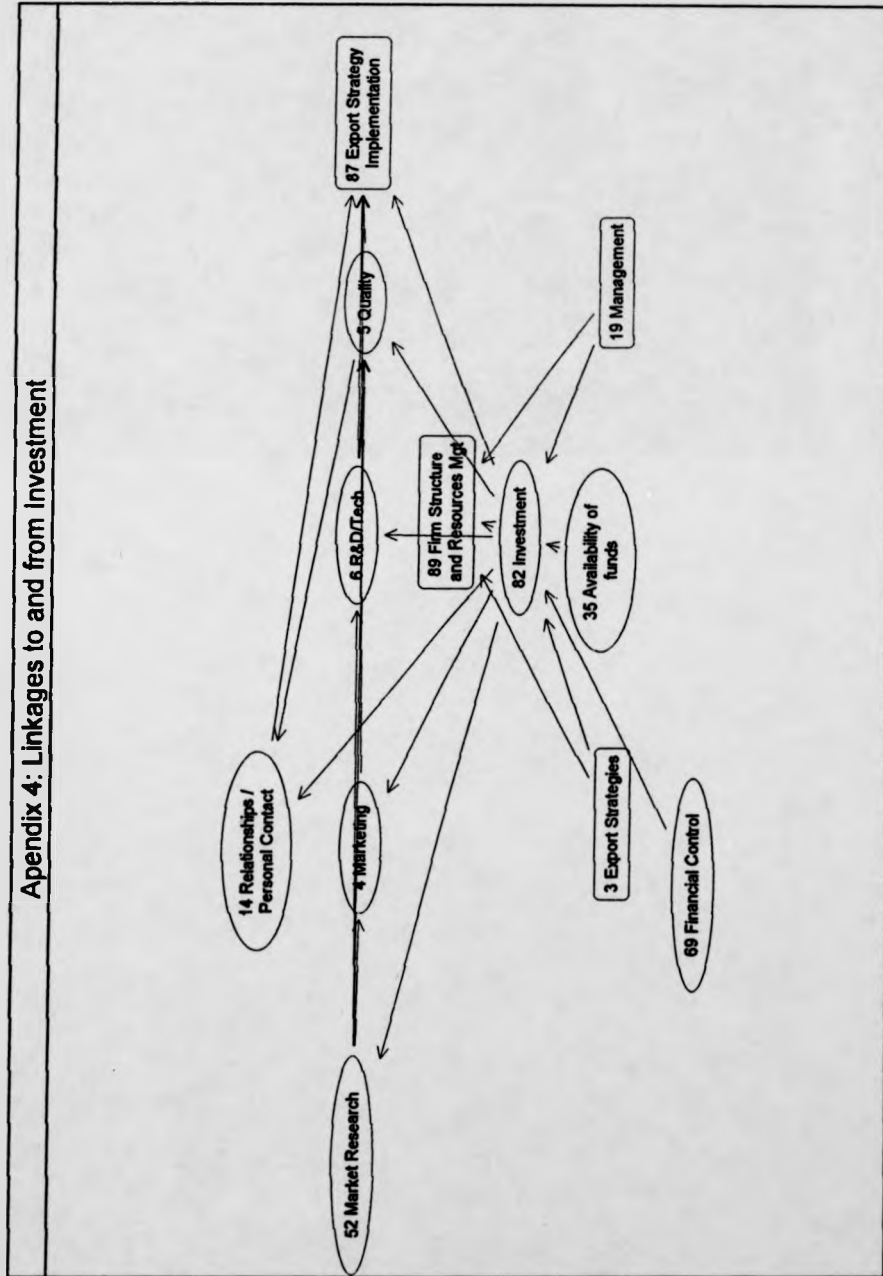 Apendix 4: Linkages to and from Investment
14 Relationships /
Personal Contact
52 Market Research
4 Marketing
6 R&D/Tech
5 Quality
87 Export Strategy
Implementation
89 Firm Structure
and Resources Mgt
82 Investment
3 Export Strategies
35 Availability of
funds
19 Management
69 Financial Control